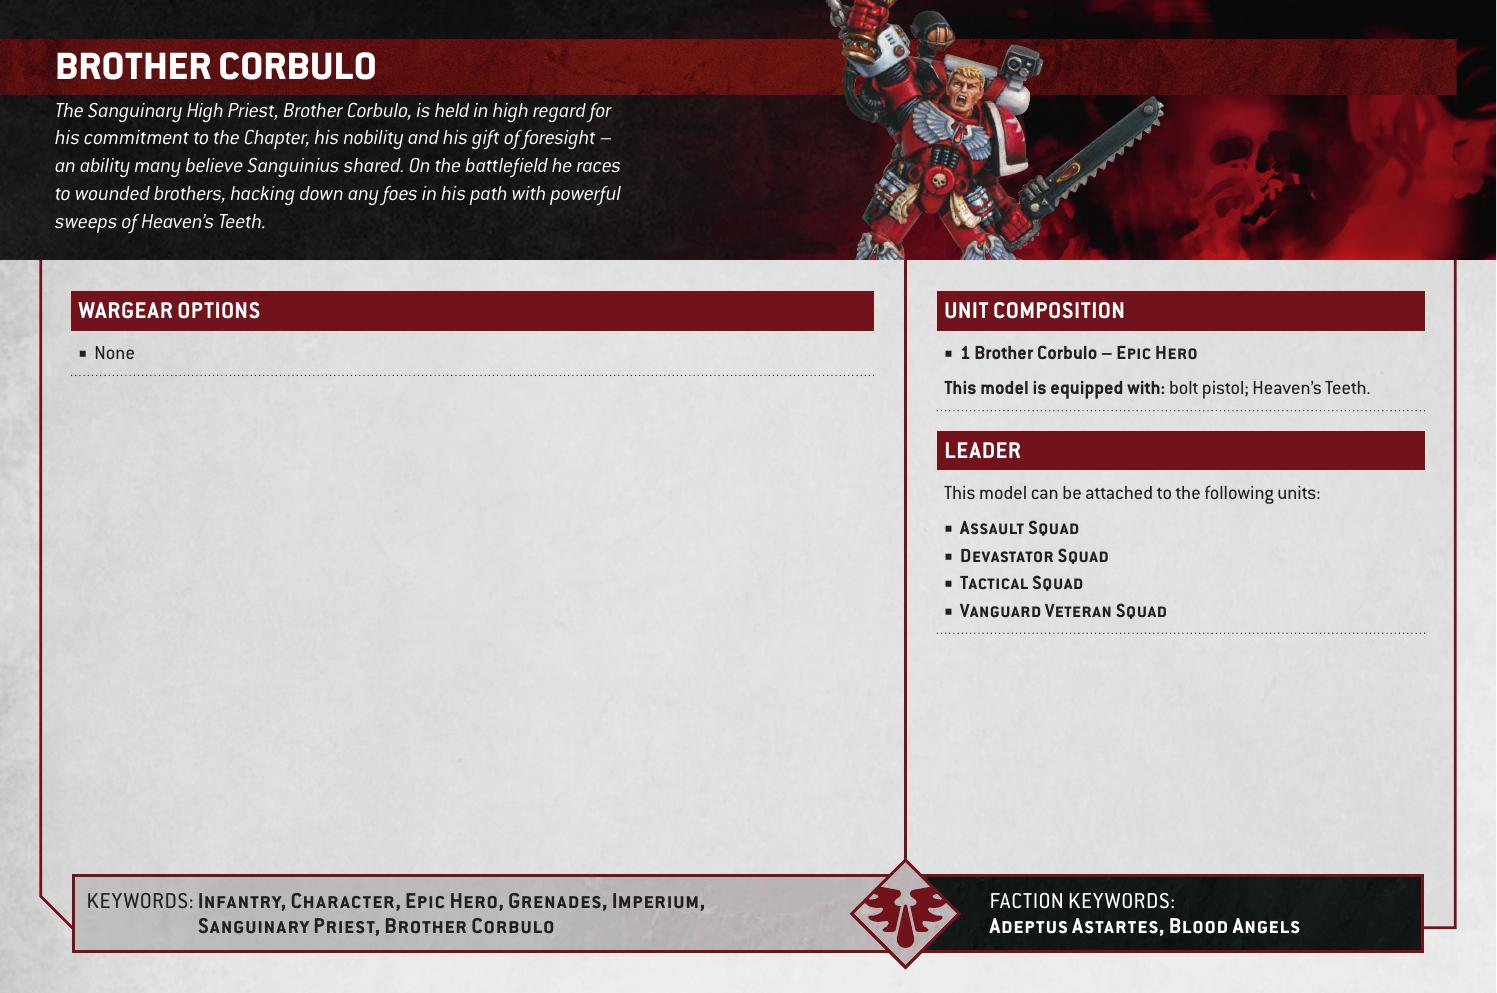 BROTHER CORBULO
The Sanguinary High Priest, Brother Corbulo, is held in high regard for
his commitment to the Chapter, his nobility and his gift of foresight –
an ability many believe Sanguinius shared. On the battlefield he races
to wounded brothers, hacking down any foes in his path with powerful
sweeps of Heaven's Teeth.
WARGEAR OPTIONS
■ None
UNIT COMPOSITION
■ 1 Brother Corbulo – Epic Hero
This model is equipped with: bolt pistol; Heaven's Teeth.
LEADER
This model can be attached to the following units:
■ Assault Squad
■ Devastator Squad
■ Tactical Squad
■ Vanguard Veteran Squad
KEYWORDS: Infantry, Character, Epic Hero, Grenades, Imperium,
Sanguinary Priest, Brother Corbulo
FACTION KEYWORDS:
Adeptus Astartes, Blood Angels